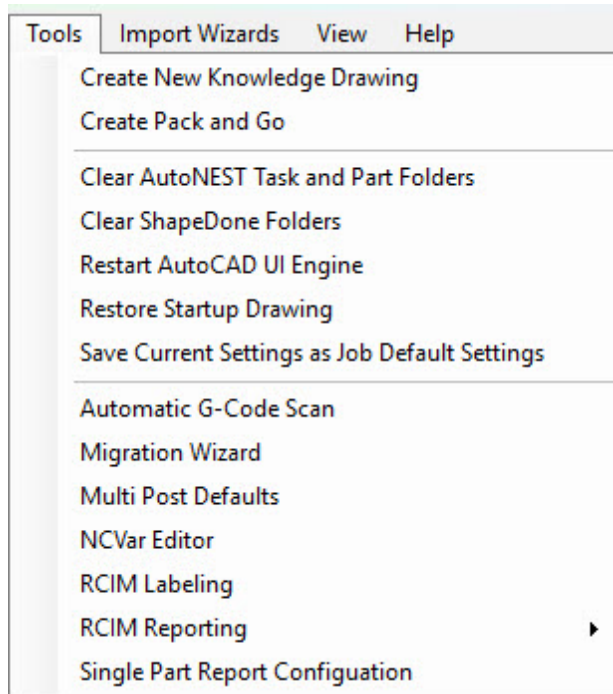 Tools Import Wizards View Help
Create New Knowledge Drawing
Create Pack and Go
Clear AutoNEST Task and Part Folders
Clear ShapeDone Folders
Restart AutoCAD UI Engine
Restore Startup Drawing
Save Current Settings as Job Default Settings
Automatic G-Code Scan
Migration Wizard
Multi Post Defaults
NCVar Editor
RCIM Labeling
RCIM Reporting
Single Part Report Configuation